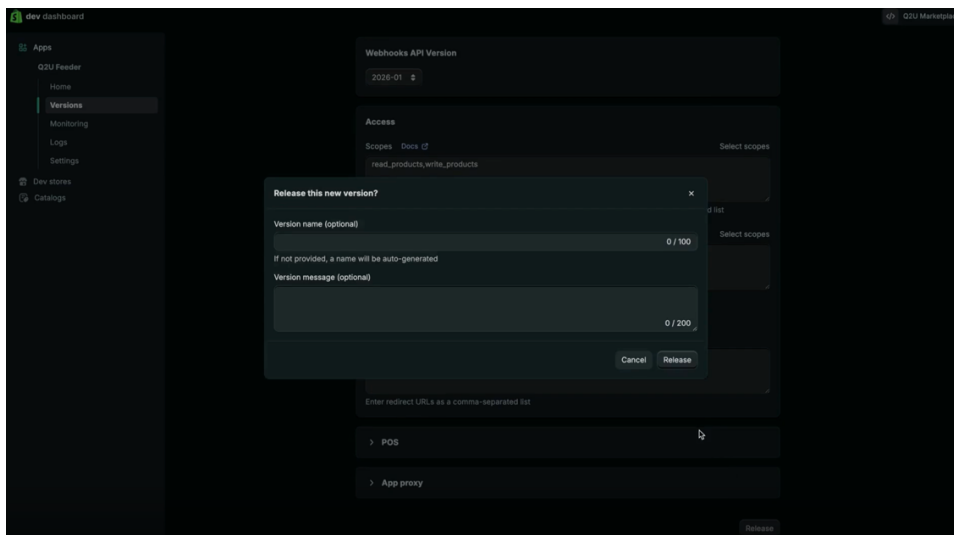 dev dashboard
</> Q2U Marketplac
Apps
Q2U Feeder
Home
Versions
Monitoring
Logs
Settings
Dev stores
Catalogs
Webhooks API Version
2026-01
Access
Scopes Docs Select scopes
read_products,write_products
d list
Select scopes
Release this new version?
×
Version name (optional)
0 / 100
If not provided, a name will be auto-generated
Version message (optional)
0 / 200
Cancel Release
Enter redirect URLs as a comma-separated list
POS
App proxy
Release